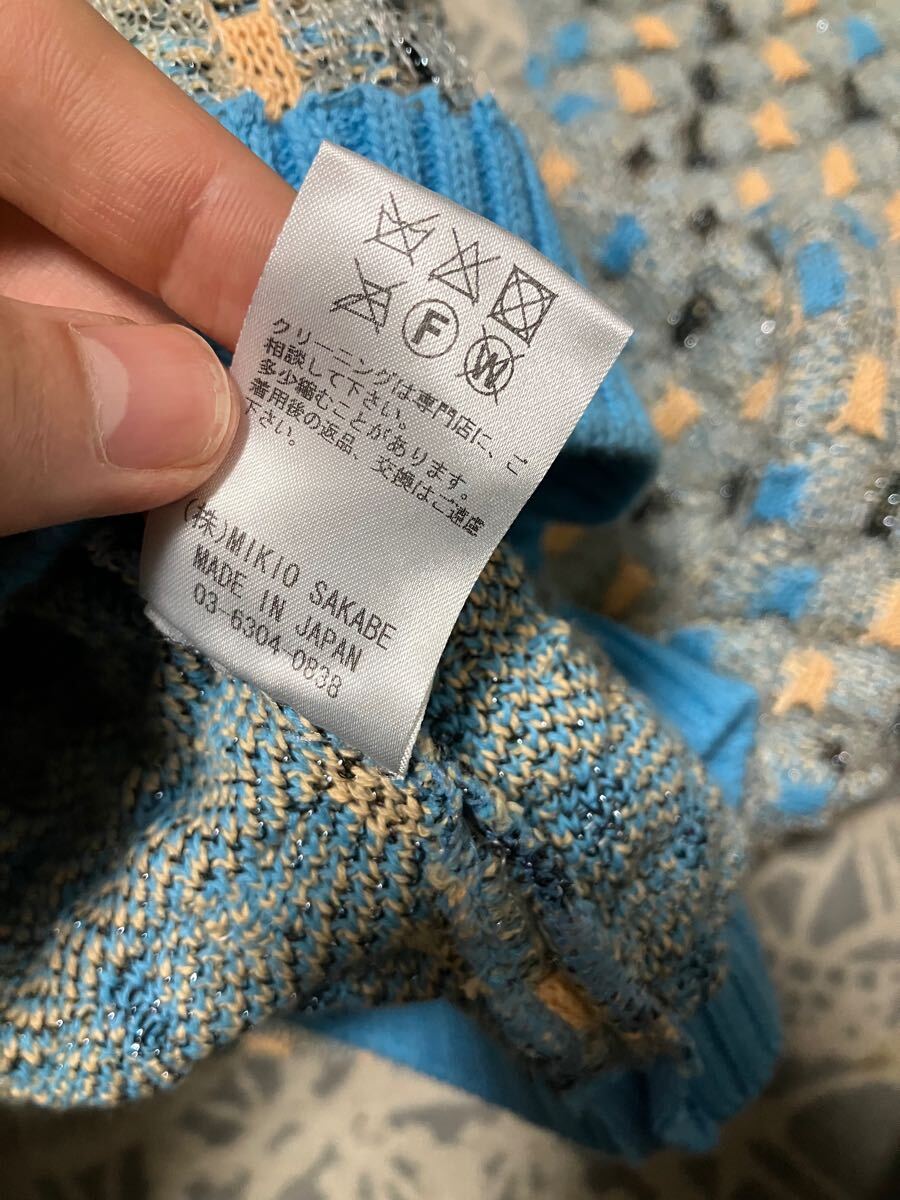 F W
クリーニングは専門店に、ご
相談して下さい。
多少縮むことがあります。
着用後の返品、交換はご遠慮
下さい。
(株)MIKIO SAKABE
MADE IN JAPAN
03-6304-0838